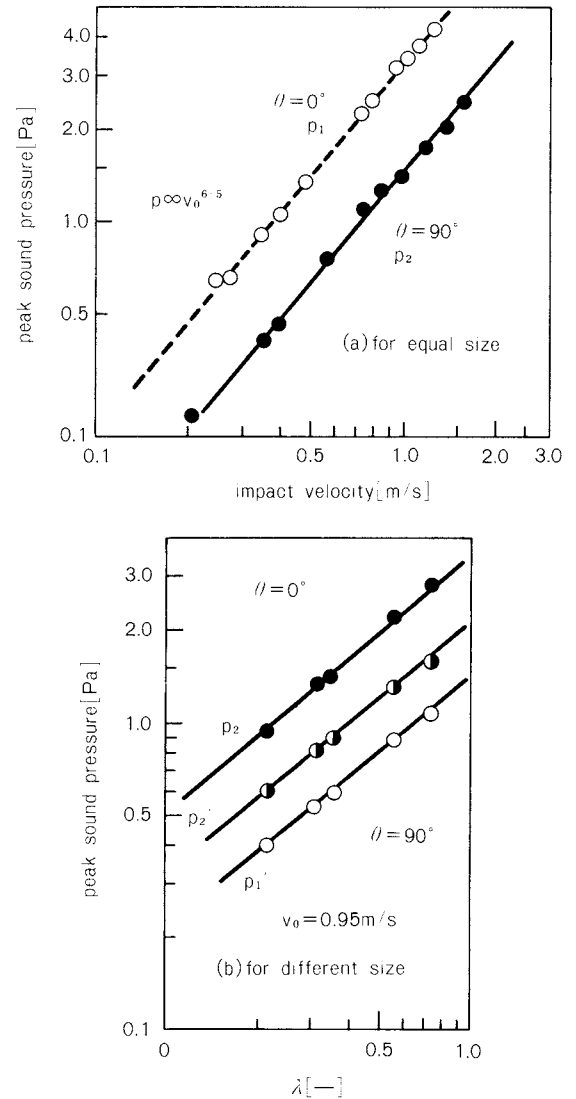 4.0
3.0
2.0
1.0
0.5
0.1
peak sound pressure[Pa]
θ=0°
p₁
p∝v₀⁶·⁵
θ=90°
p₂
(a)for equal size
0.1
0.5
1.0
2.0
3.0
impact velocity[m/s]
3.0
2.0
1.0
0.5
0.1
peak sound pressure[Pa]
θ=0°
p₂
p₂′
p₁′
θ=90°
v₀=0.95m/s
(b)for different size
0
0.5
1.0
λ[—]